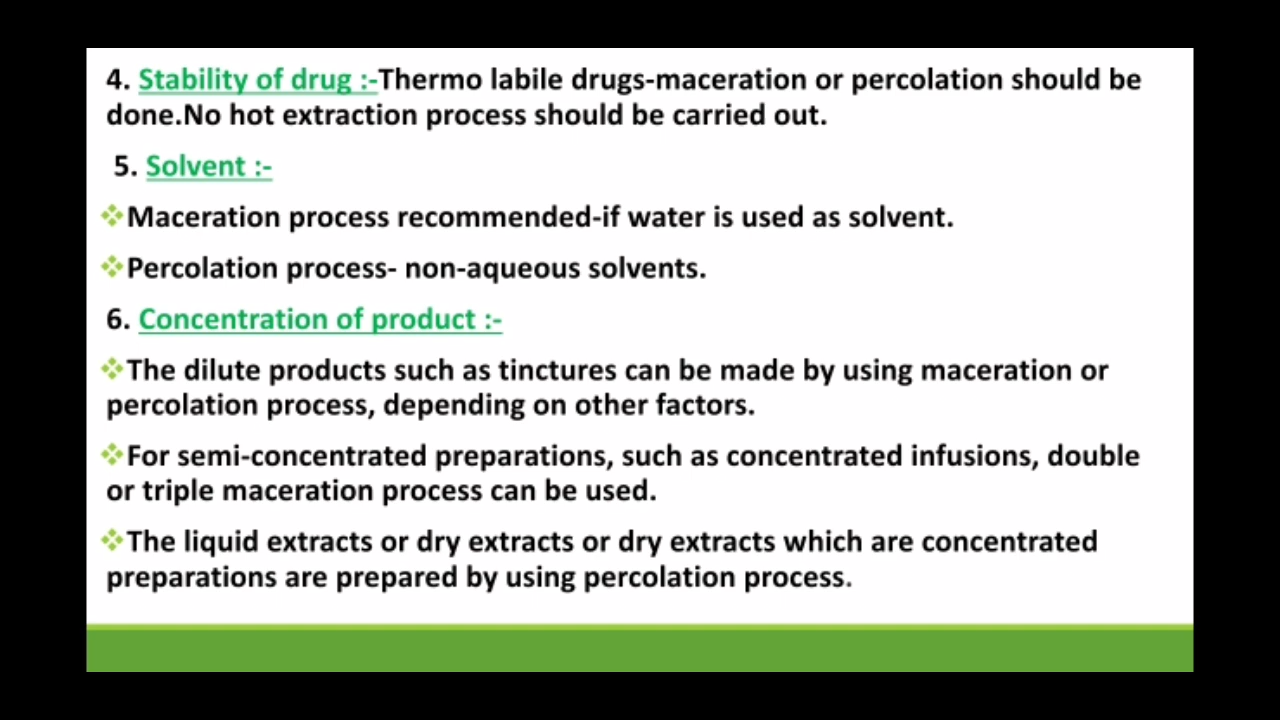 4. Stability of drug :-Thermo labile drugs-maceration or percolation should be
done.No hot extraction process should be carried out.
5. Solvent :-
❖Maceration process recommended-if water is used as solvent.
❖Percolation process- non-aqueous solvents.
6. Concentration of product :-
❖The dilute products such as tinctures can be made by using maceration or
percolation process, depending on other factors.
❖For semi-concentrated preparations, such as concentrated infusions, double
or triple maceration process can be used.
❖The liquid extracts or dry extracts or dry extracts which are concentrated
preparations are prepared by using percolation process.